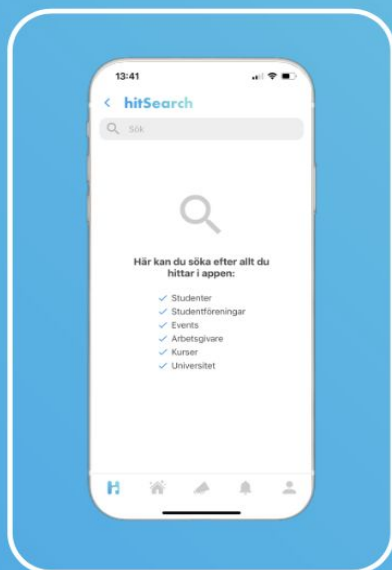 13:41
hitSearch
Sök
Här kan du söka efter allt du
hittar i appen:
Studenter
Studentföreningar
Events
Arbetsgivare
Kurser
Universitet